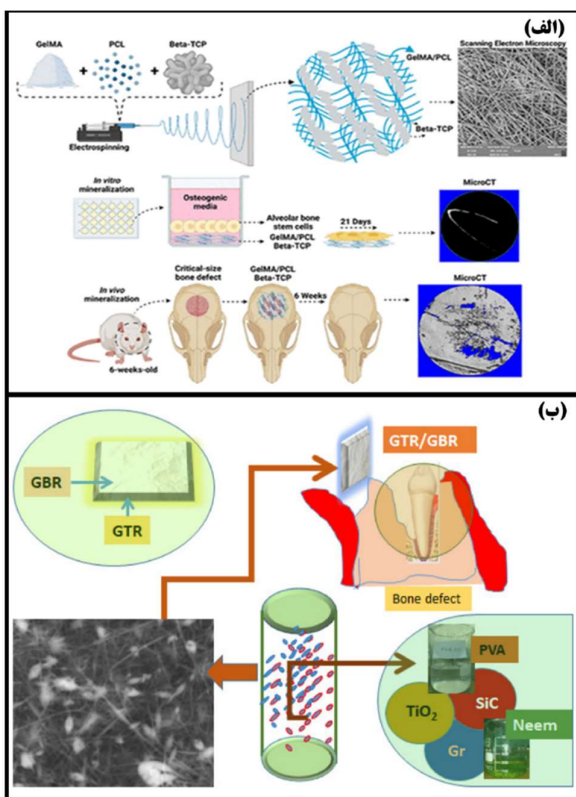 (الف)
GelMA
PCL
Beta-TCP
+
+
Electrospinning
GelMA/PCL
Beta-TCP
Scanning Electron Microscopy
In vitro
mineralization
Osteogenic
media
Alveolar bone
stem cells
GelMA/PCL
Beta-TCP
21 Days
MicroCT
In vivo
mineralization
6-weeks-old
Critical-size
bone defect
GelMA/PCL
Beta-TCP
6 Weeks
MicroCT
(ب)
GBR
GTR
GTR/GBR
Bone defect
PVA
TiO₂
SiC
Gr
Neem